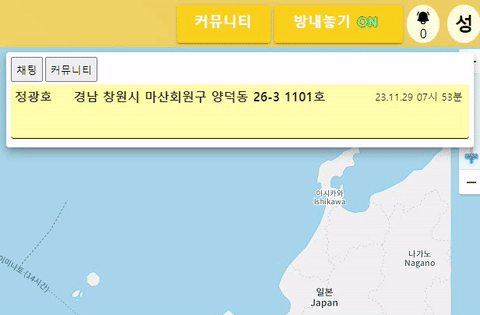 커뮤니티
방내놓기 ON
0
성
채팅
커뮤니티
정광호 경남 창원시 마산회원구 양덕동 26-3 1101호 23.11.29 07시 53분
이시카와
Ishikawa
나가노
Nagano
일본
Japan